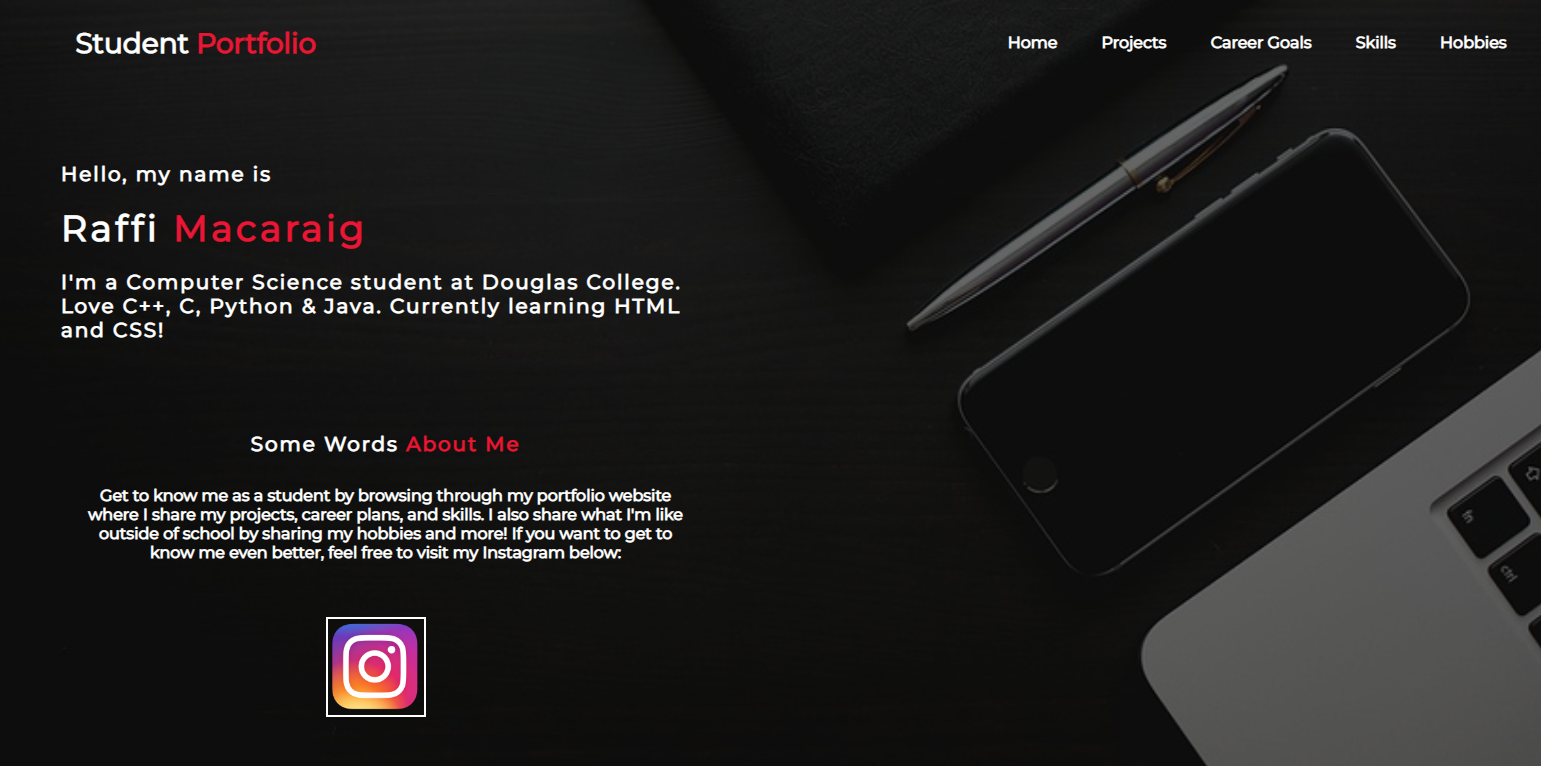 Student Portfolio
Home Projects Career Goals Skills Hobbies
Hello, my name is
Raffi Macaraig
I'm a Computer Science student at Douglas College.
Love C++, C, Python & Java. Currently learning HTML
and CSS!
Some Words About Me
Get to know me as a student by browsing through my portfolio website
where I share my projects, career plans, and skills. I also share what I'm like
outside of school by sharing my hobbies and more! If you want to get to
know me even better, feel free to visit my Instagram below:
fn
ctrl